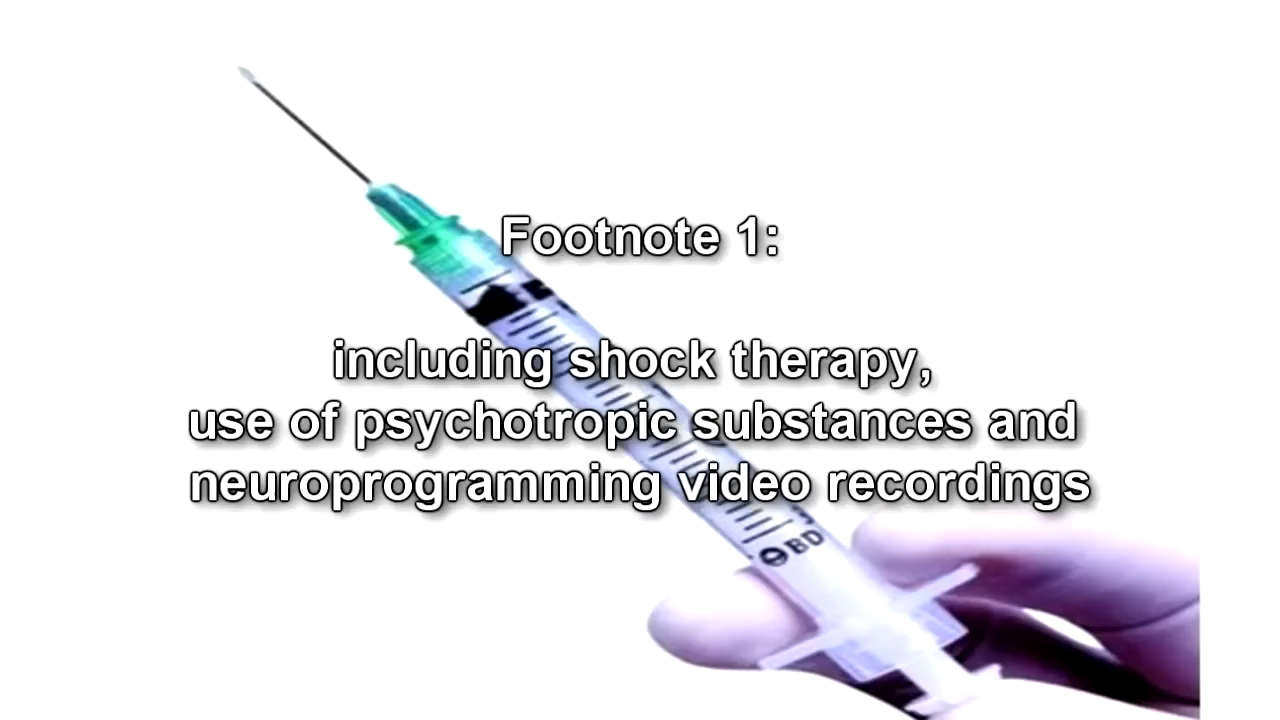 Footnote 1:
including shock therapy,
use of psychotropic substances and
neuroprogramming video recordings
BD